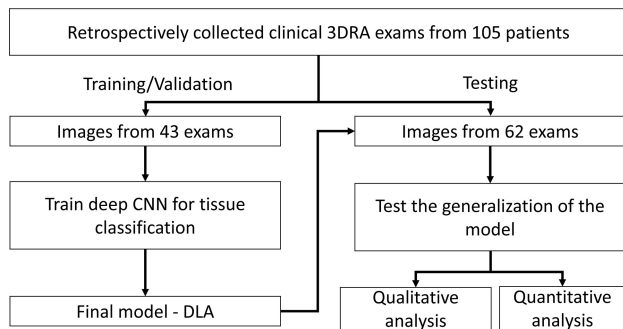 Retrospectively collected clinical 3DRA exams from 105 patients
Training/Validation
Testing
Images from 43 exams
Images from 62 exams
Train deep CNN for tissue
classification
Test the generalization of the
model
Final model - DLA
Qualitative
analysis
Quantitative
analysis